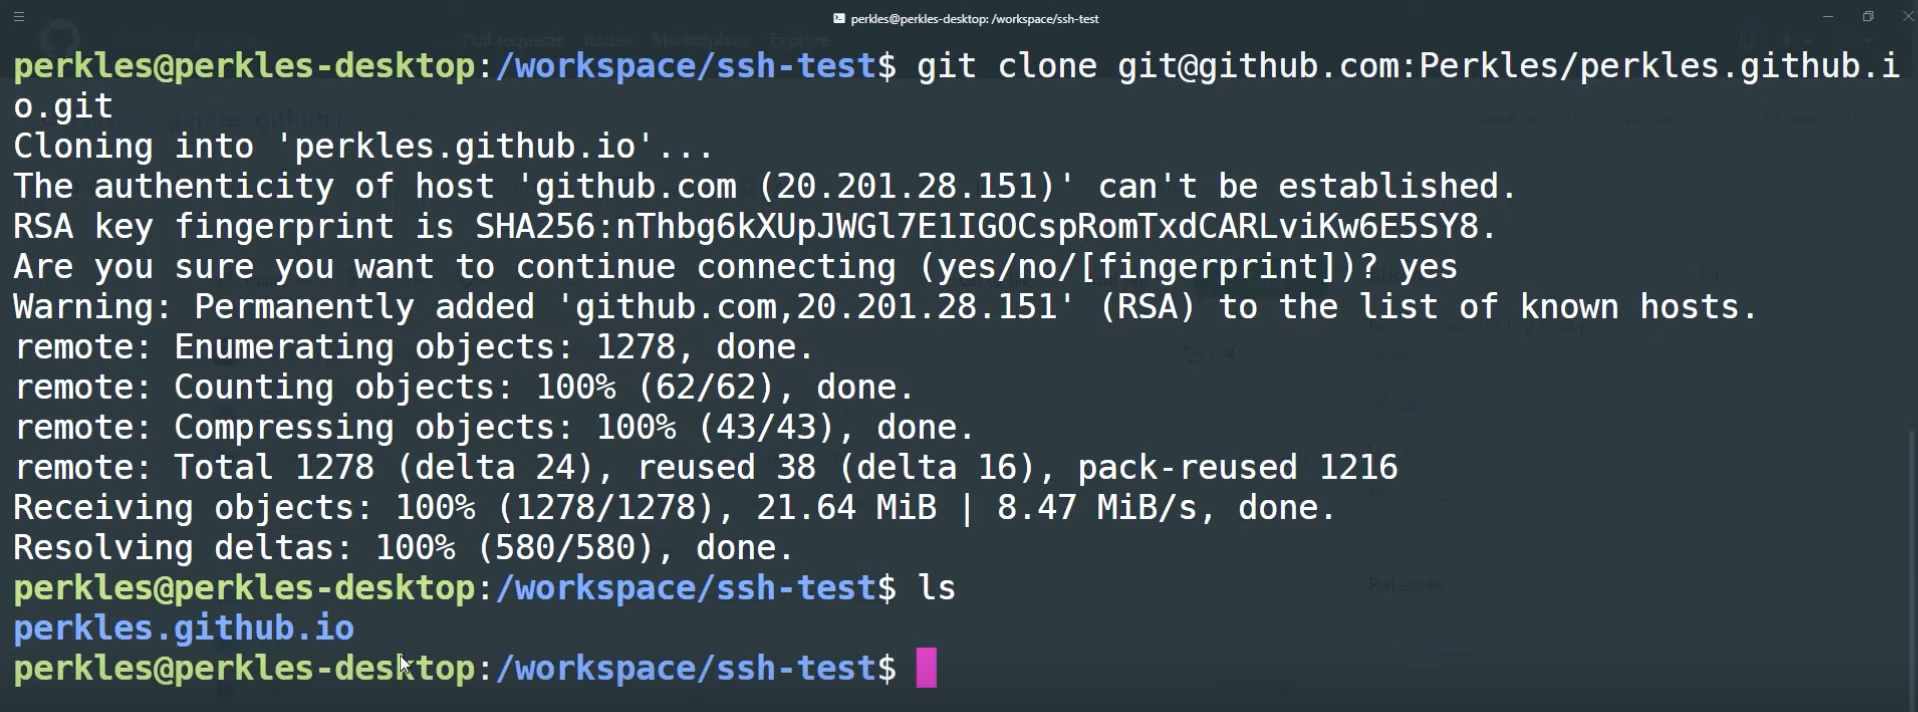 perkles@perkles-desktop: /workspace/ssh-test
perkles@perkles-desktop:/workspace/ssh-test$ git clone git@github.com:Perkles/perkles.github.i
o.git
Cloning into 'perkles.github.io'...
The authenticity of host 'github.com (20.201.28.151)' can't be established.
RSA key fingerprint is SHA256:nThbg6kXUpJWGl7E1IGOCspRomTxdCARLviKw6E5SY8.
Are you sure you want to continue connecting (yes/no/[fingerprint])? yes
Warning: Permanently added 'github.com,20.201.28.151' (RSA) to the list of known hosts.
remote: Enumerating objects: 1278, done.
remote: Counting objects: 100% (62/62), done.
remote: Compressing objects: 100% (43/43), done.
remote: Total 1278 (delta 24), reused 38 (delta 16), pack-reused 1216
Receiving objects: 100% (1278/1278), 21.64 MiB | 8.47 MiB/s, done.
Resolving deltas: 100% (580/580), done.
perkles@perkles-desktop:/workspace/ssh-test$ ls
perkles.github.io
perkles@perkles-desktop:/workspace/ssh-test$